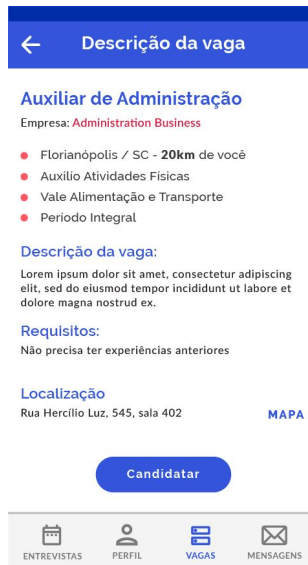 Descrição da vaga
Auxiliar de Administração
Empresa: Administration Business
Florianópolis / SC - 20km de você
Auxilio Atividades Físicas
Vale Alimentação e Transporte
Período Integral
Descrição da vaga:
Lorem ipsum dolor sit amet, consectetur adipiscing
elit, sed do eiusmod tempor incididunt ut labore et
dolore magna nostrud ex.
Requisitos:
Não precisa ter experiências anteriores
Localização
Rua Hercílio Luz, 545, sala 402
MAPA
Candidatar
ENTREVISTAS PERFIL VAGAS MENSAGENS